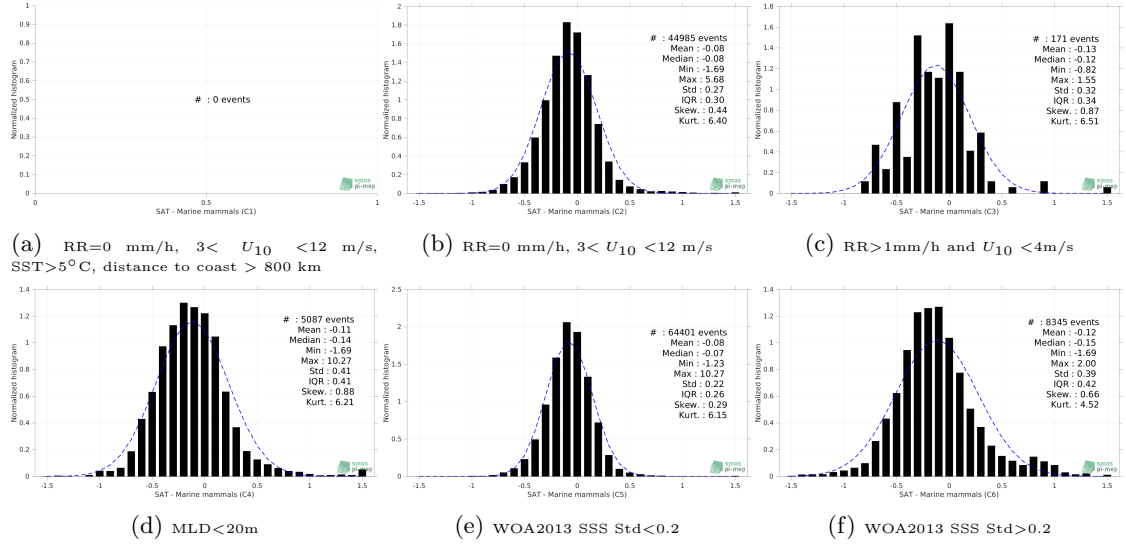 1
0.9
0.8
0.7
0.6
0.5
0.4
0.3
0.2
0.1
0
Normalized histogram
# : 0 events
0 0.5 1
SAT - Marine mammals (C1)
smos
pi-mep
2
1.8
1.6
1.4
1.2
1
0.8
0.6
0.4
0.2
0
Normalized histogram
# : 44985 events
Mean : -0.08
Median : -0.08
Min : -1.69
Max : 5.68
Std : 0.27
IQR : 0.30
Skew. : 0.44
Kurt. : 6.40
-1.5 -1 -0.5 0 0.5 1 1.5
SAT - Marine mammals (C2)
smos
pi-mep
1.8
1.6
1.4
1.2
1
0.8
0.6
0.4
0.2
0
Normalized histogram
# : 171 events
Mean : -0.13
Median : -0.12
Min : -0.82
Max : 1.55
Std : 0.32
IQR : 0.34
Skew. : 0.87
Kurt. : 6.51
-1.5 -1 -0.5 0 0.5 1 1.5
SAT - Marine mammals (C3)
smos
pi-mep
(a) RR=0 mm/h, 3< U10 <12 m/s,
SST>5°C, distance to coast > 800 km
(b) RR=0 mm/h, 3< U10 <12 m/s
(c) RR>1mm/h and U10 <4m/s
1.4
1.2
1
0.8
0.6
0.4
0.2
0
Normalized histogram
# : 5087 events
Mean : -0.11
Median : -0.14
Min : -1.69
Max : 10.27
Std : 0.41
IQR : 0.41
Skew. : 0.88
Kurt. : 6.21
-1.5 -1 -0.5 0 0.5 1 1.5
SAT - Marine mammals (C4)
smos
pi-mep
2.5
2
1.5
1
0.5
0
Normalized histogram
# : 64401 events
Mean : -0.08
Median : -0.07
Min : -1.23
Max : 10.27
Std : 0.22
IQR : 0.26
Skew. : 0.29
Kurt. : 6.15
-1.5 -1 -0.5 0 0.5 1 1.5
SAT - Marine mammals (C5)
smos
pi-mep
1.4
1.2
1
0.8
0.6
0.4
0.2
0
Normalized histogram
# : 8345 events
Mean : -0.12
Median : -0.15
Min : -1.69
Max : 2.00
Std : 0.39
IQR : 0.42
Skew. : 0.66
Kurt. : 4.52
-1.5 -1 -0.5 0 0.5 1 1.5
SAT - Marine mammals (C6)
smos
pi-mep
(d) MLD<20m
(e) WOA2013 SSS Std<0.2
(f) WOA2013 SSS Std>0.2